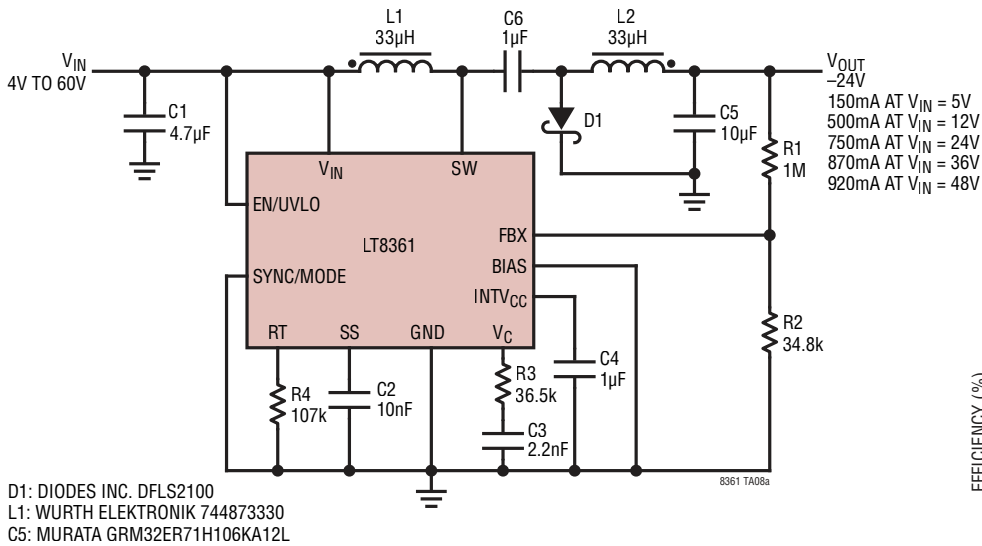 L1
33µH
C6
1µF
L2
33µH
VIN
4V TO 60V
C1
4.7µF
D1
C5
10µF
VOUT
–24V
150mA AT VIN = 5V
500mA AT VIN = 12V
750mA AT VIN = 24V
870mA AT VIN = 36V
920mA AT VIN = 48V
R1
1M
VIN
SW
EN/UVLO
LT8361
FBX
BIAS
SYNC/MODE
INTVCC
RT
SS
GND
VC
R2
34.8k
R4
107k
C2
10nF
R3
36.5k
C4
1µF
C3
2.2nF
8361 TA08a
EFFICIENCY (%)
D1: DIODES INC. DFLS2100
L1: WURTH ELEKTRONIK 744873330
C5: MURATA GRM32ER71H106KA12L